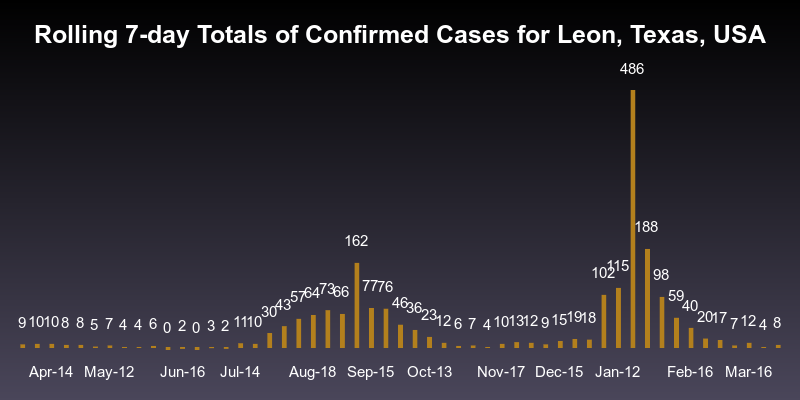 Rolling 7-day Totals of Confirmed Cases for Leon, Texas, USA
486
162
188
9 10 10 8 8 5 7 4 4 6 0 2 0 3 2 11 10 30 43 57 64 73 66 77 76 46 36 23 12 6 7 4 10 13 12 9 15 19 18 102 115 98 59 40 20 17 7 12 4 8
Apr-14 May-12 Jun-16 Jul-14 Aug-18 Sep-15 Oct-13 Nov-17 Dec-15 Jan-12 Feb-16 Mar-16